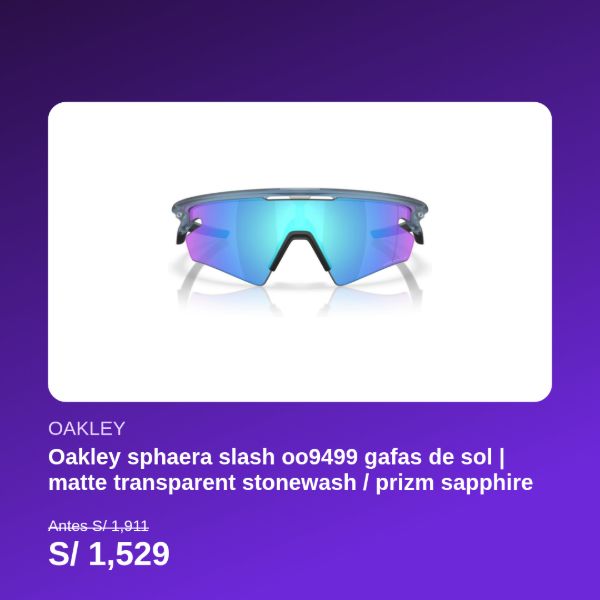 OAKLEY
Oakley sphaera slash oo9499 gafas de sol |
matte transparent stonewash / prizm sapphire
Antes S/ 1,911
S/ 1,529